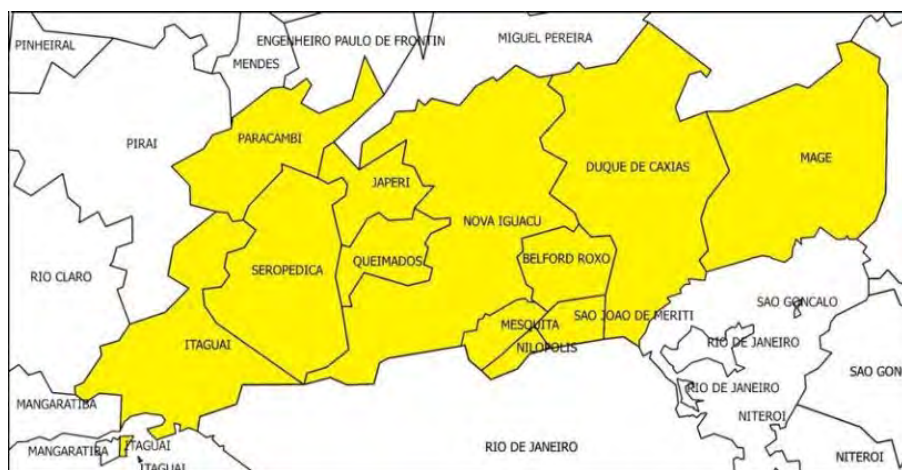 ENGENHEIRO PAULO DE FRONTIN
MIGUEL PEREIRA
PINHEIRAL
MENDES
PARACAMBI
PIRAI
MAGE
DUQUE DE CAXIAS
JAPERI
NOVA IGUACU
QUEIMADOS
BELFORD ROXO
SEROPEDICA
RIO CLARO
SAO GONCALO
SAO JOAO DE MERITI
MESQUITA
ITAGUAI
NILOPOLIS
RIO DE JANEIRO
SAO GON
RIO DE JANEIRO
MANGARATIBA
NITEROI
RIO DE JANEIRO
MANGARATIBA
ITAGUAI
NITEROI
ITAGUAI